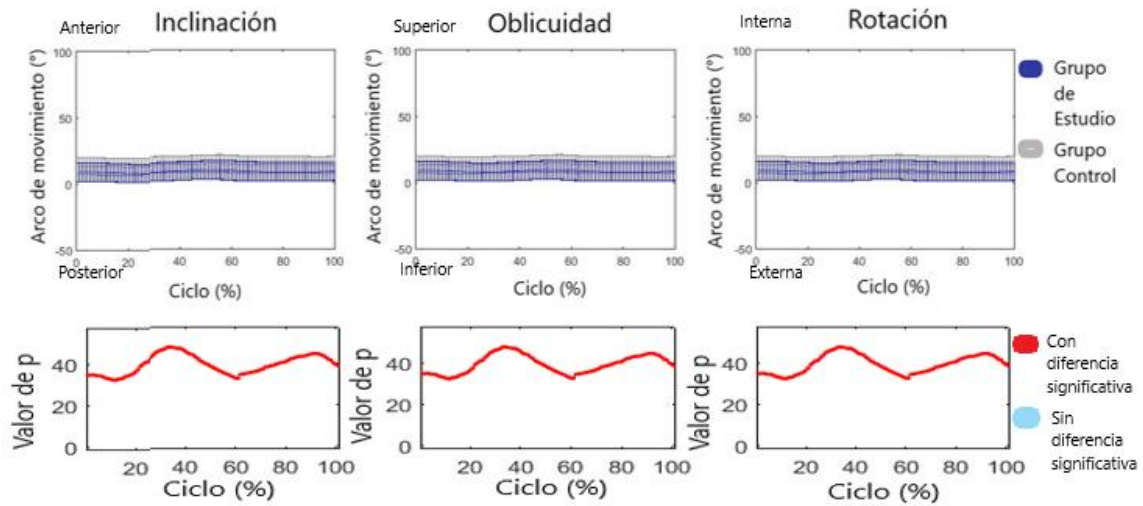 Anterior
Inclinación
Superior
Oblicuidad
Interna
Rotación
Arco de movimiento (°)
100
50
0
-50
0 20 40 60 80 100
Posterior
Ciclo (%)
Arco de movimiento (°)
100
50
0
-50
0 20 40 60 80 100
Inferior
Ciclo (%)
Arco de movimiento (°)
100
50
0
-50
0 20 40 60 80 100
Externa
Ciclo (%)
Grupo
de
Estudio
Grupo
Control
Valor de p
40
20
0
20 40 60 80 100
Ciclo (%)
Valor de p
40
20
0
20 40 60 80 100
Ciclo (%)
Valor de p
40
20
0
20 40 60 80 100
Ciclo (%)
Con
diferencia
significativa
Sin
diferencia
significativa